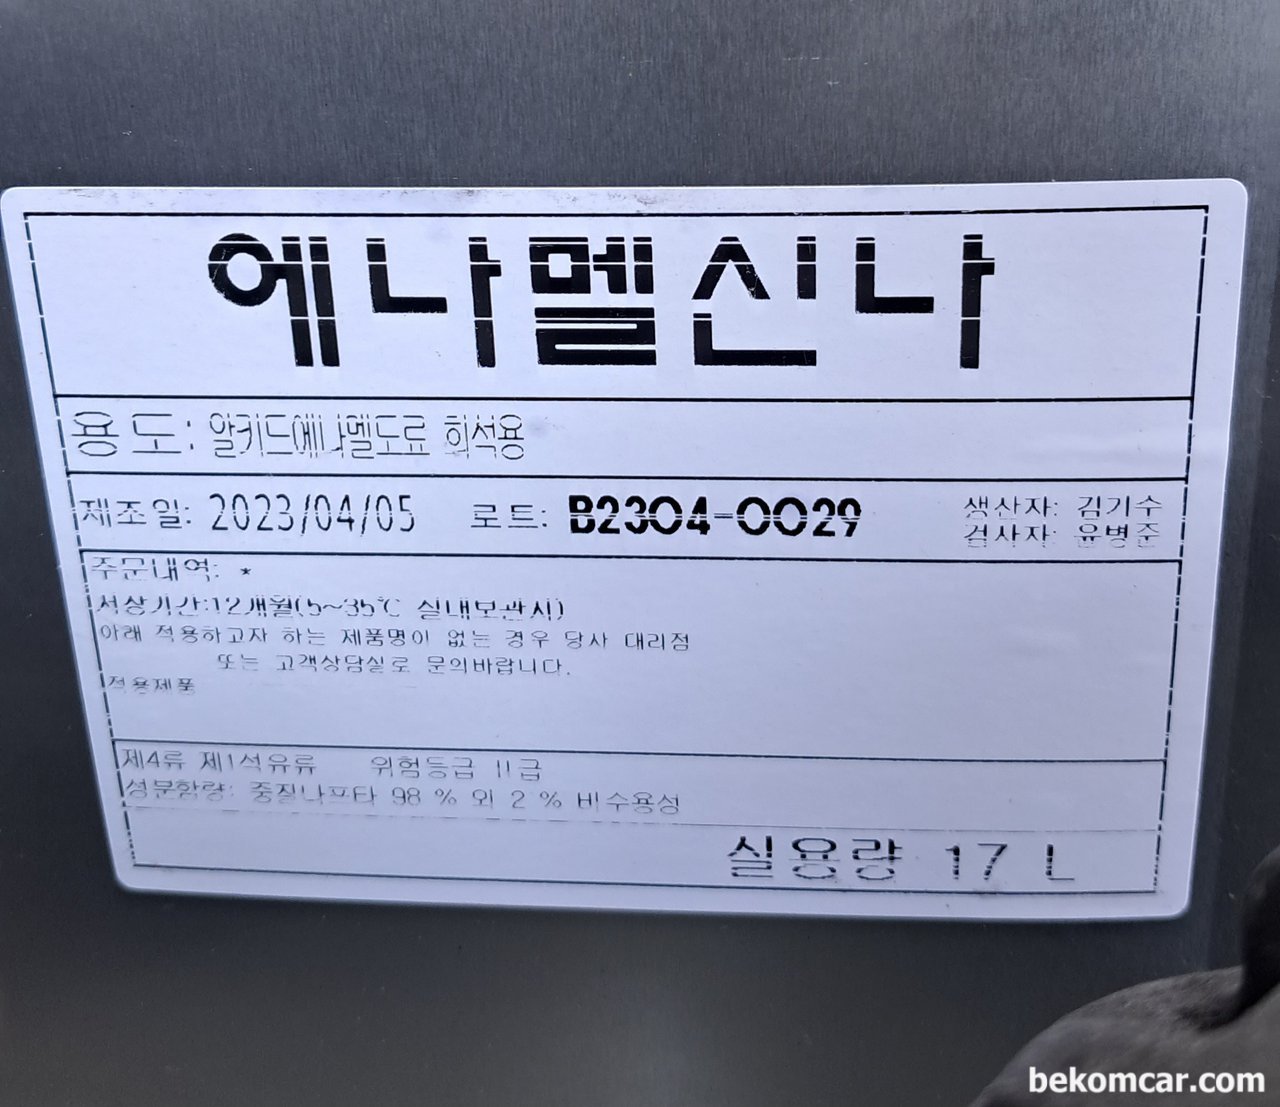 에나멜신나
용도: 알키드에나멜도료 희석용
제조일: 2023/04/05 로트: B2304-0029 생산자: 김기수
검사자: 윤병준
주문내역: *
저장기간:12개월(5~35℃ 실내보관시)
아래 적용하고자 하는 제품명이 없는 경우 당사 대리점
또는 고객상담실로 문의바랍니다.
적용제품
제4류 제1석유류 위험등급 II급
성분함량: 중질나프타 98 % 외 2 % 비수용성
실용량 17 L
bekomcar.com